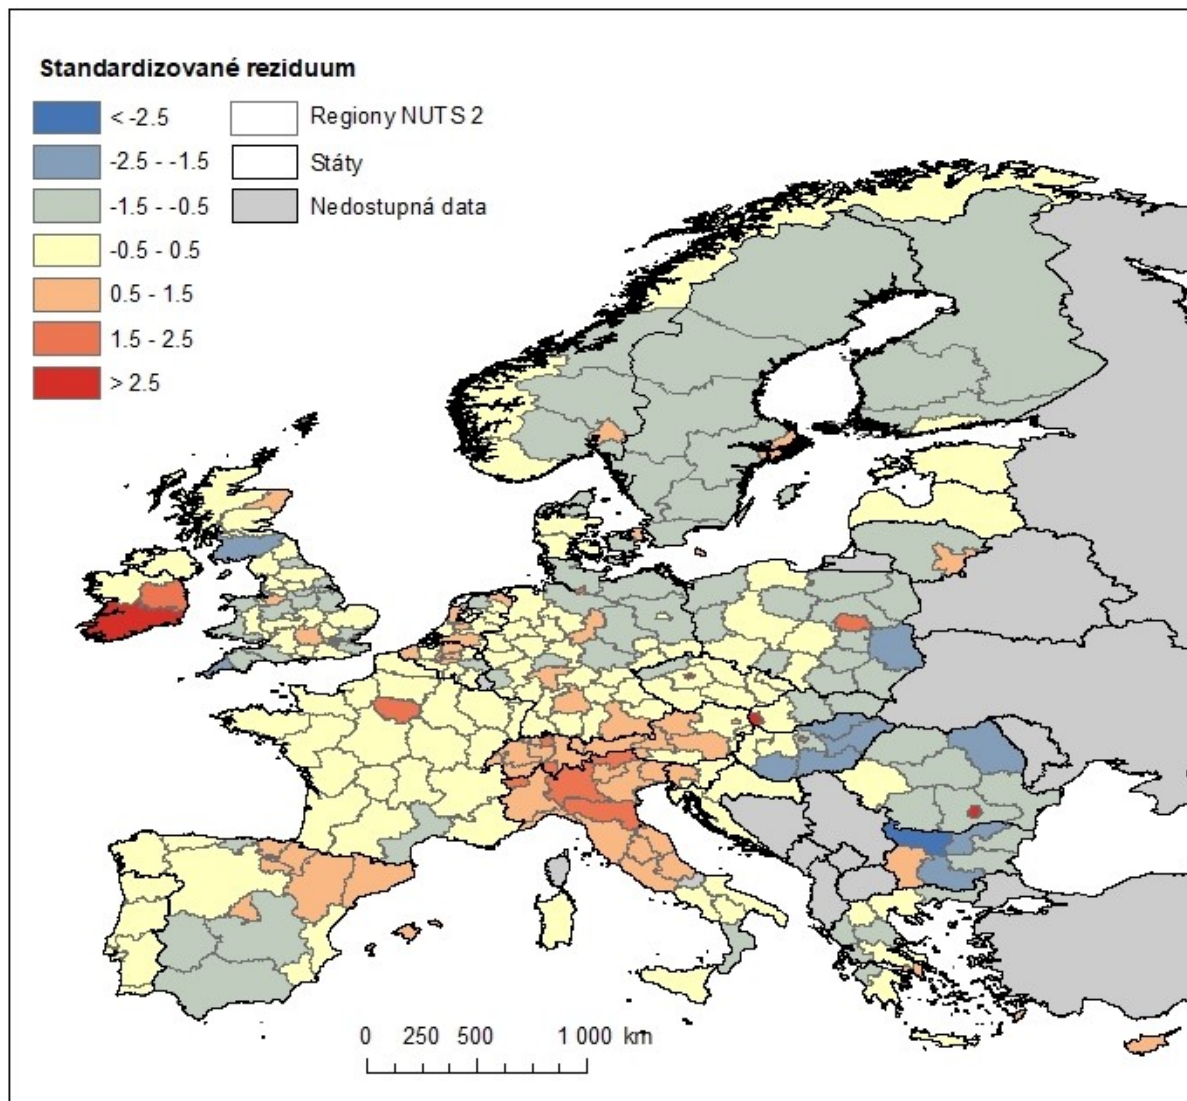 Standardizované reziduum
< -2.5
-2.5 - -1.5
-1.5 - -0.5
-0.5 - 0.5
0.5 - 1.5
1.5 - 2.5
> 2.5
Regiony NUTS 2
Státy
Nedostupná data
0 250 500 1 000 km